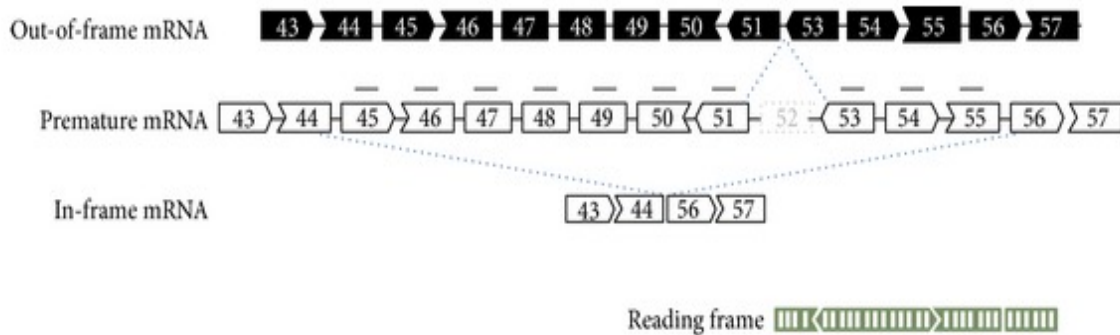 Out-of-frame mRNA 43 44 45 46 47 48 49 50 51 53 54 55 56 57
Premature mRNA 43 44 45 46 47 48 49 50 51 52 53 54 55 56 57
In-frame mRNA 43 44 56 57
Reading frame